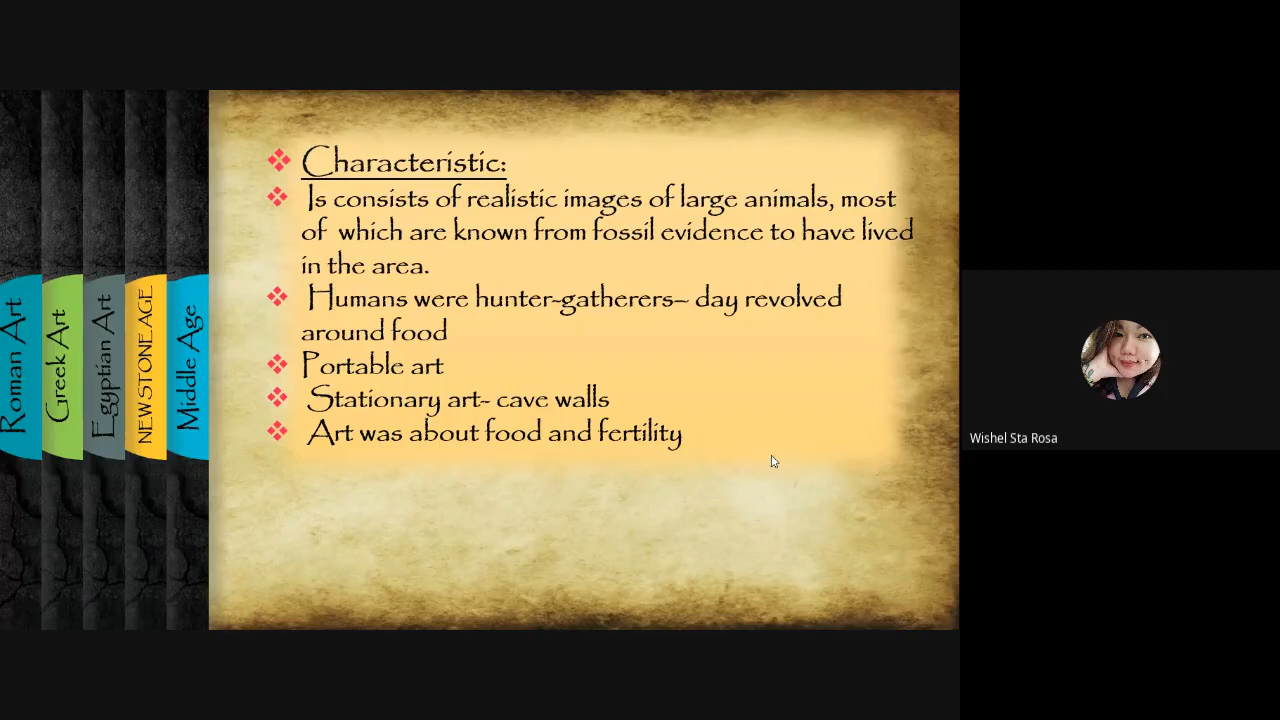 Characteristic:
Is consists of realistic images of large animals, most
of which are known from fossil evidence to have lived
in the area.
Humans were hunter-gatherers– day revolved
around food
Portable art
Stationary art- cave walls
Art was about food and fertility
Roman Art
Greek Art
Egyptian Art
NEW STONE AGE
Middle Age
Wishel Sta Rosa